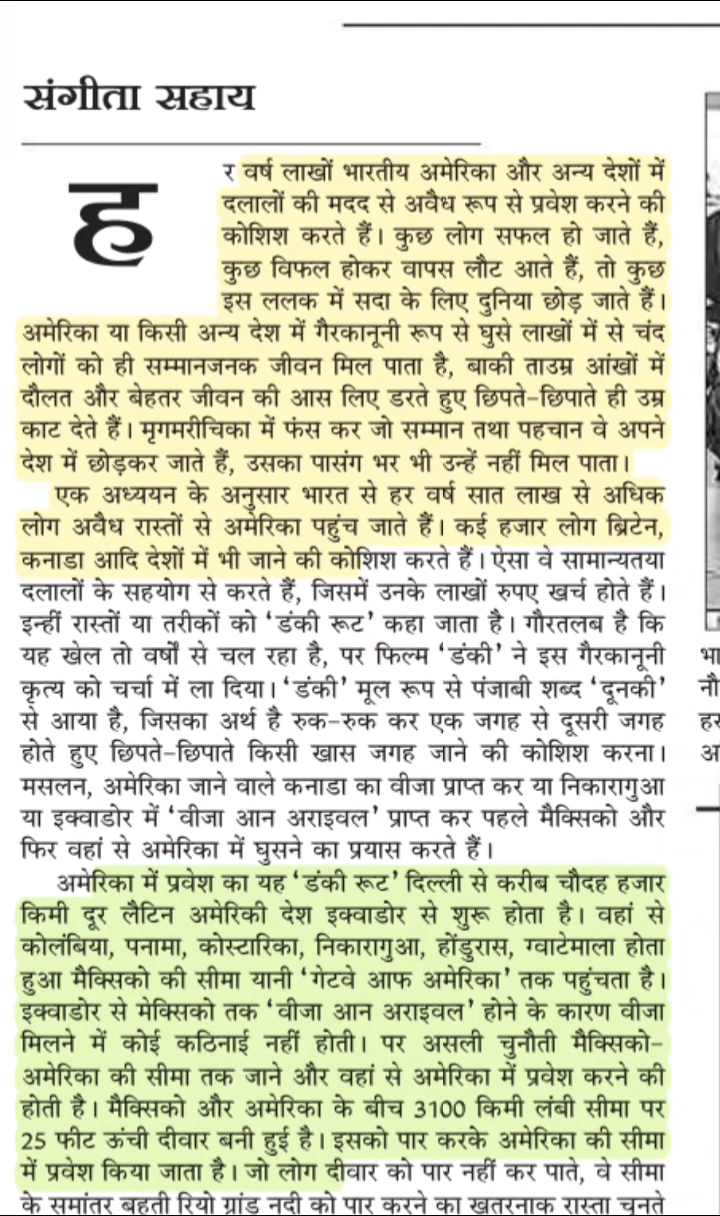 संगीता सहाय
हर वर्ष लाखों भारतीय अमेरिका और अन्य देशों में
दलालों की मदद से अवैध रूप से प्रवेश करने की
कोशिश करते हैं। कुछ लोग सफल हो जाते हैं,
कुछ विफल होकर वापस लौट आते हैं, तो कुछ
इस ललक में सदा के लिए दुनिया छोड़ जाते हैं।
अमेरिका या किसी अन्य देश में गैरकानूनी रूप से घुसे लाखों में से चंद
लोगों को ही सम्मानजनक जीवन मिल पाता है, बाकी ताउम्र आंखों में
दौलत और बेहतर जीवन की आस लिए डरते हुए छिपते-छिपाते ही उम्र
काट देते हैं। मृगमरीचिका में फंस कर जो सम्मान तथा पहचान वे अपने
देश में छोड़कर जाते हैं, उसका पासंग भर भी उन्हें नहीं मिल पाता।
एक अध्ययन के अनुसार भारत से हर वर्ष सात लाख से अधिक
लोग अवैध रास्तों से अमेरिका पहुंच जाते हैं। कई हजार लोग ब्रिटेन,
कनाडा आदि देशों में भी जाने की कोशिश करते हैं। ऐसा वे सामान्यतया
दलालों के सहयोग से करते हैं, जिसमें उनके लाखों रुपए खर्च होते हैं।
इन्हीं रास्तों या तरीकों को ‘डंकी रूट’ कहा जाता है। गौरतलब है कि
यह खेल तो वर्षों से चल रहा है, पर फिल्म ‘डंकी’ ने इस गैरकानूनी
कृत्य को चर्चा में ला दिया। ‘डंकी’ मूल रूप से पंजाबी शब्द ‘दूनकी’
से आया है, जिसका अर्थ है रुक-रुक कर एक जगह से दूसरी जगह
होते हुए छिपते-छिपाते किसी खास जगह जाने की कोशिश करना।
मसलन, अमेरिका जाने वाले कनाडा का वीजा प्राप्त कर या निकारागुआ
या इक्वाडोर में ‘वीजा आन अराइवल’ प्राप्त कर पहले मैक्सिको और
फिर वहां से अमेरिका में घुसने का प्रयास करते हैं।
अमेरिका में प्रवेश का यह ‘डंकी रूट’ दिल्ली से करीब चौदह हजार
किमी दूर लैटिन अमेरिकी देश इक्वाडोर से शुरू होता है। वहां से
कोलंबिया, पनामा, कोस्टारिका, निकारागुआ, होंडुरास, ग्वाटेमाला होता
हुआ मैक्सिको की सीमा यानी ‘गेटवे आफ अमेरिका’ तक पहुंचता है।
इक्वाडोर से मेक्सिको तक ‘वीजा आन अराइवल’ होने के कारण वीजा
मिलने में कोई कठिनाई नहीं होती। पर असली चुनौती मैक्सिको-
अमेरिका की सीमा तक जाने और वहां से अमेरिका में प्रवेश करने की
होती है। मैक्सिको और अमेरिका के बीच 3100 किमी लंबी सीमा पर
25 फीट ऊंची दीवार बनी हुई है। इसको पार करके अमेरिका की सीमा
में प्रवेश किया जाता है। जो लोग दीवार को पार नहीं कर पाते, वे सीमा
के समांतर बहती रियो ग्रांड नदी को पार करने का खतरनाक रास्ता चुनते
भा
नौ